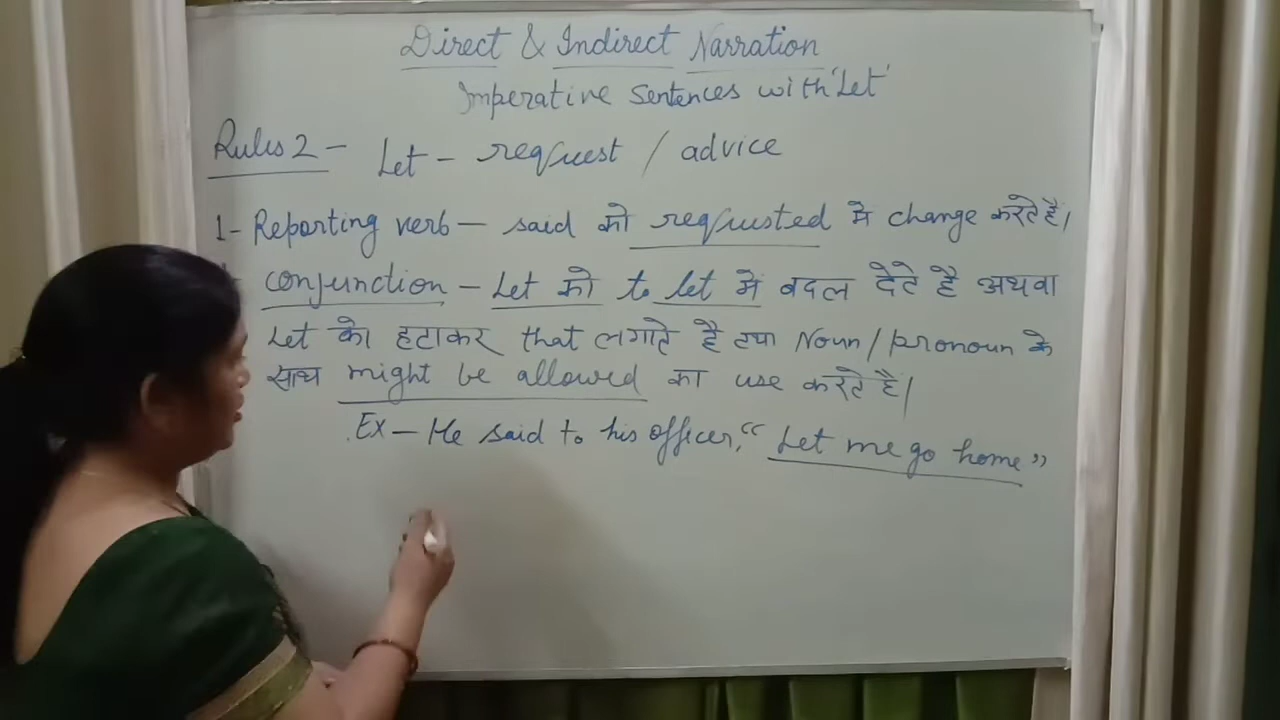 Direct & Indirect Narration
Imperative Sentences with 'Let'
Rules 2 - Let - request / advice
1- Reporting verb - said को requsted मे change करते है।
conjunction - Let को to let मे बदल देते है अथवा
Let को हटाकर that लगाते है तथा Noun/pronoun के
साथ might be allowed का use करते है।
Ex - He said to his officer, "Let me go home"